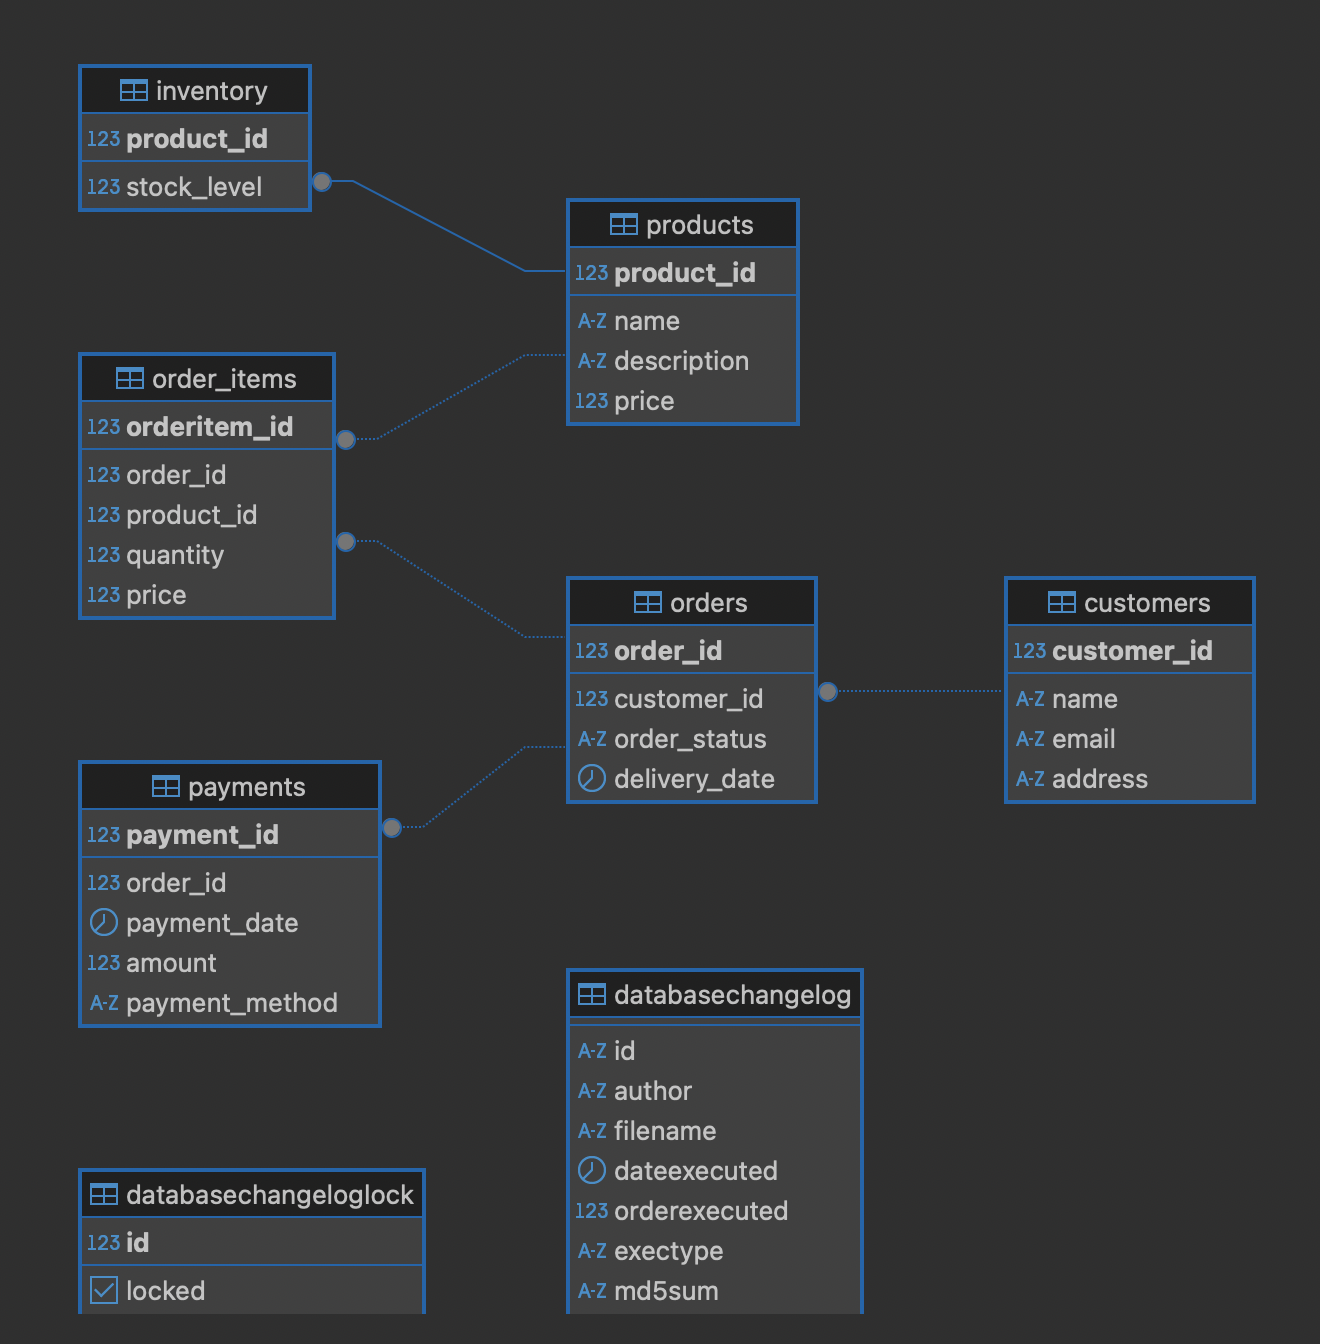 inventory
123 product_id
123 stock_level
products
123 product_id
A-Z name
A-Z description
123 price
order_items
123 orderitem_id
123 order_id
123 product_id
123 quantity
123 price
orders
123 order_id
123 customer_id
A-Z order_status
delivery_date
customers
123 customer_id
A-Z name
A-Z email
A-Z address
payments
123 payment_id
123 order_id
payment_date
123 amount
A-Z payment_method
databasechangelog
A-Z id
A-Z author
A-Z filename
dateexecuted
123 orderexecuted
A-Z exectype
A-Z md5sum
databasechangeloglock
123 id
locked